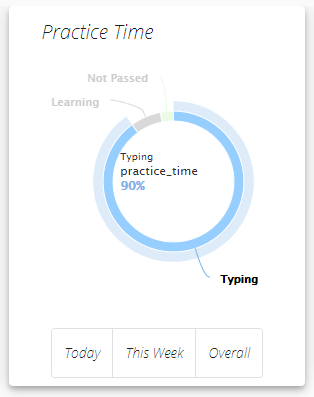 Practice Time
Not Passed
Learning
Typing
practice_time
90%
Typing
Today
This Week
Overall